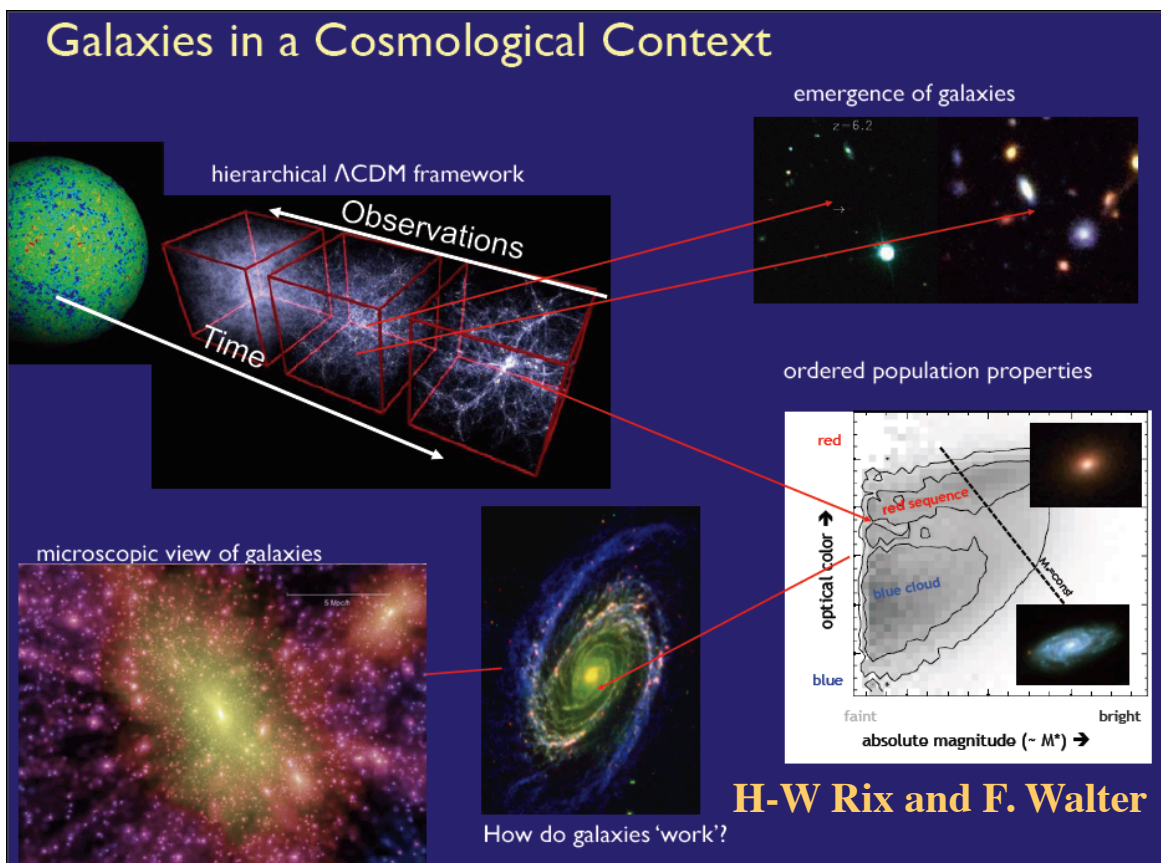 Galaxies in a Cosmological Context
emergence of galaxies
z=6.2
hierarchical ΛCDM framework
Observations
Time
ordered population properties
red
red sequence
optical color →
blue cloud
M*=const
blue
faint
bright
absolute magnitude (~ M*) →
microscopic view of galaxies
5 Mpc/h
How do galaxies 'work'?
H-W Rix and F. Walter